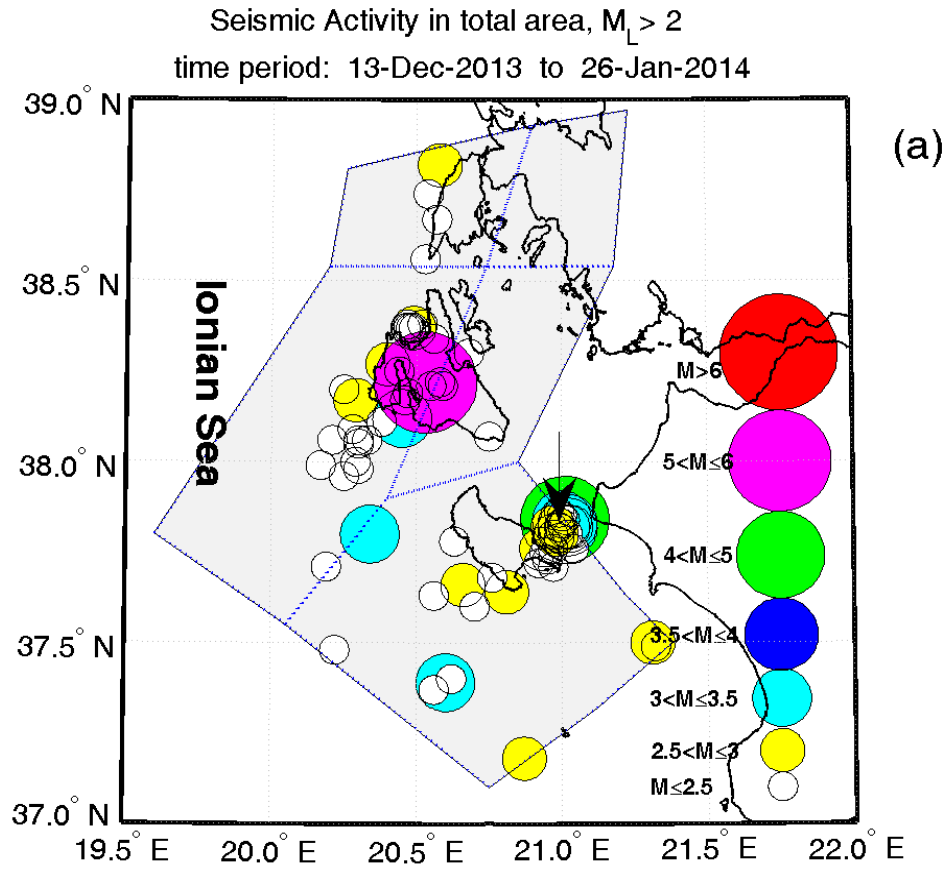 Seismic Activity in total area, M_L > 2
time period: 13-Dec-2013 to 26-Jan-2014
(a)
39.0° N
38.5° N
38.0° N
37.5° N
37.0° N
Ionian Sea
M>6
5<M≤6
4<M≤5
3.5<M≤4
3<M≤3.5
2.5<M≤3
M≤2.5
19.5° E 20.0° E 20.5° E 21.0° E 21.5° E 22.0° E